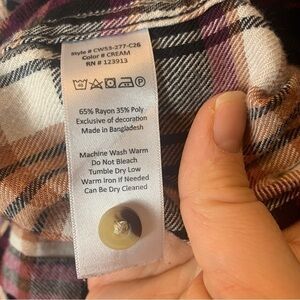 Style # CW53-277-C26
Color # CREAM
RN # 123913
65% Rayon 35% Poly
Exclusive of decoration
Made in Bangladesh
Machine Wash Warm
Do Not Bleach
Tumble Dry Low
Warm Iron If Needed
Can Be Dry Cleaned